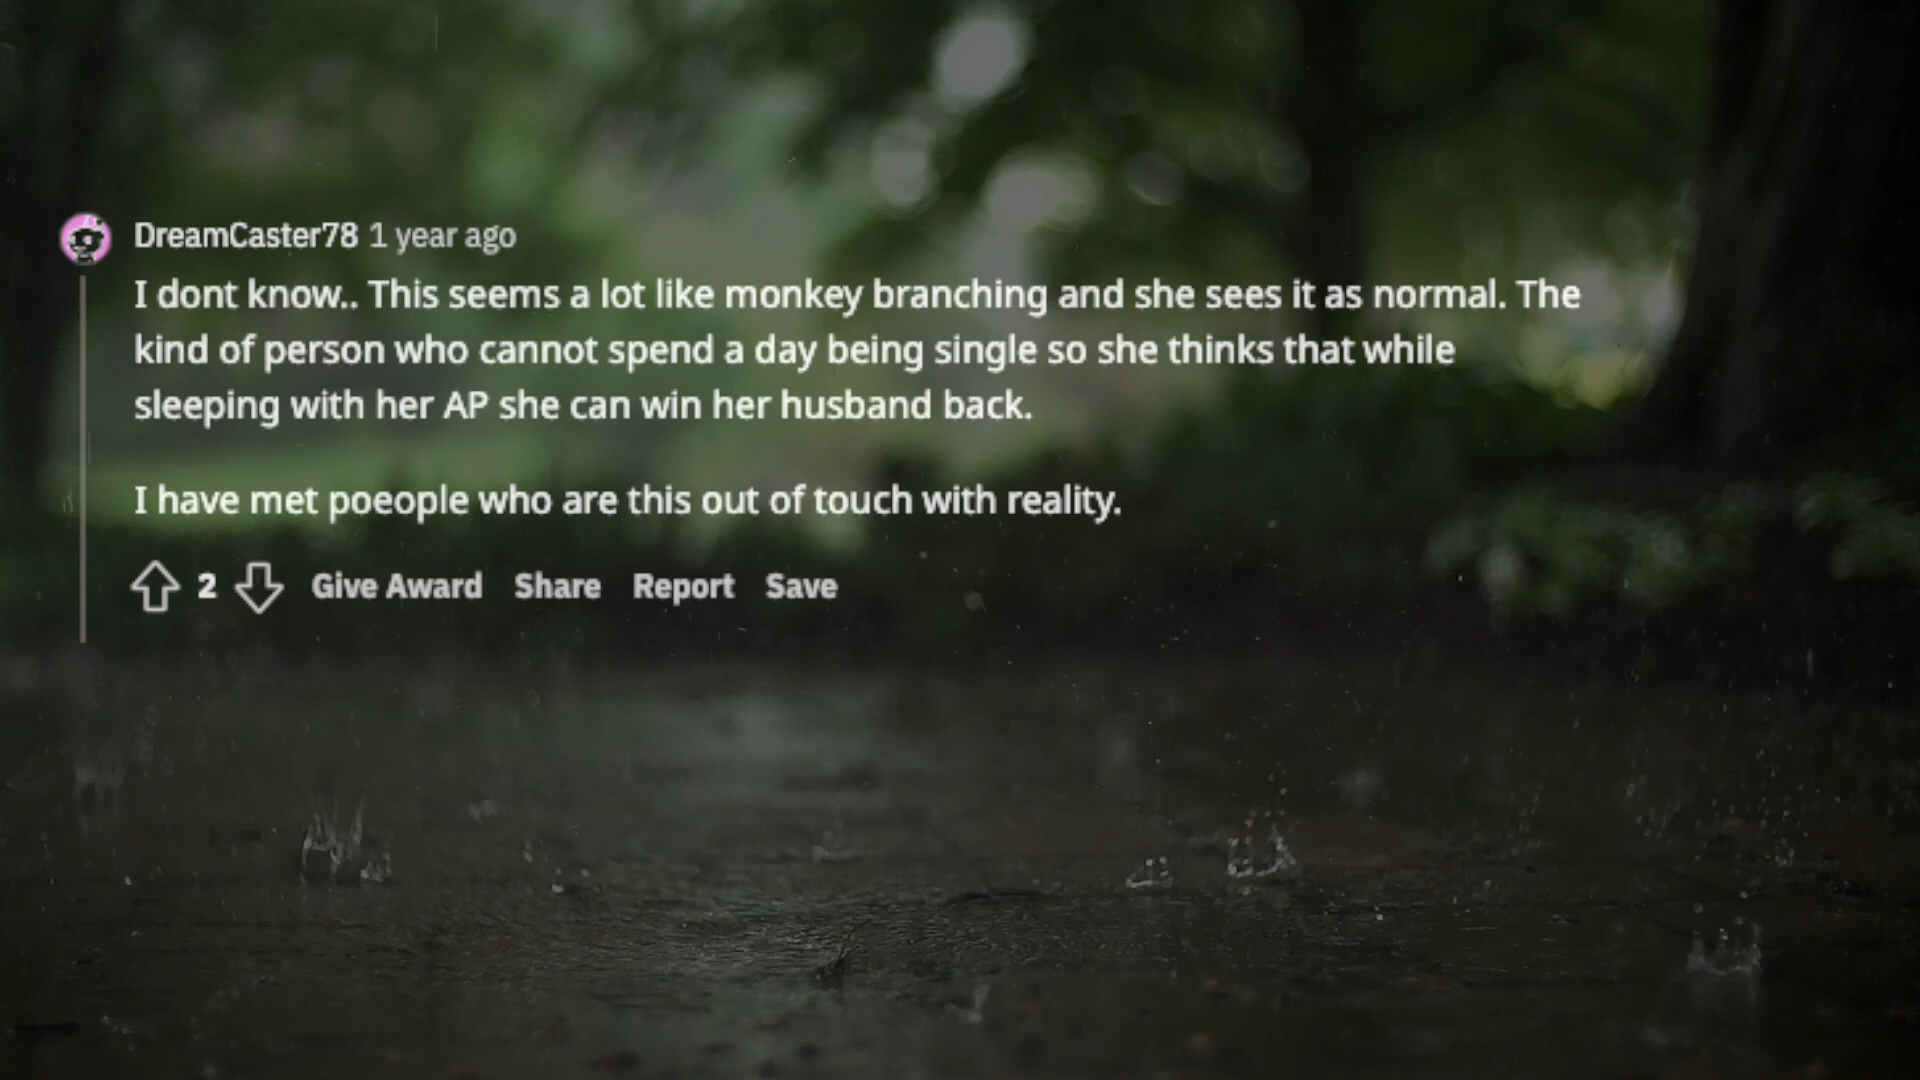 DreamCaster78 1 year ago
I dont know.. This seems a lot like monkey branching and she sees it as normal. The
kind of person who cannot spend a day being single so she thinks that while
sleeping with her AP she can win her husband back.
I have met poeople who are this out of touch with reality.
2 Give Award Share Report Save